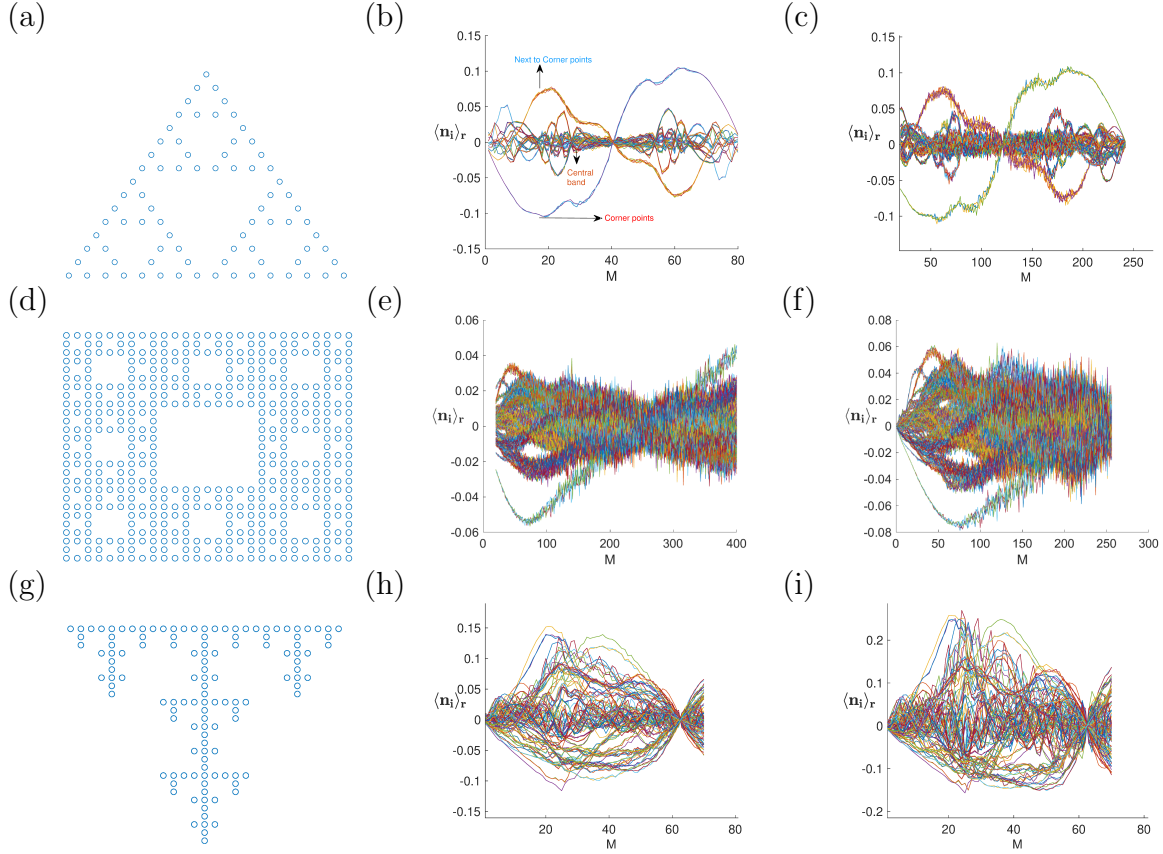 (a)
(b)
0.15
0.1
0.05
0
-0.05
-0.1
-0.15
⟨n_i⟩_r
Next to Corner points
Central
band
Corner points
0
20
40
60
80
M
(c)
0.1
0.05
0
-0.05
-0.1
⟨n_i⟩_r
50
100
150
200
250
M
(d)
(e)
0.06
0.04
0.02
0
-0.02
-0.04
-0.06
⟨n_i⟩_r
0
100
200
300
400
M
(f)
0.08
0.06
0.04
0.02
0
-0.02
-0.04
-0.06
-0.08
⟨n_i⟩_r
0
50
100
150
200
250
300
M
(g)
(h)
0.15
0.1
0.05
0
-0.05
-0.1
-0.15
⟨n_i⟩_r
20
40
60
80
M
(i)
0.2
0.1
0
-0.1
-0.2
⟨n_i⟩_r
20
40
60
80
M